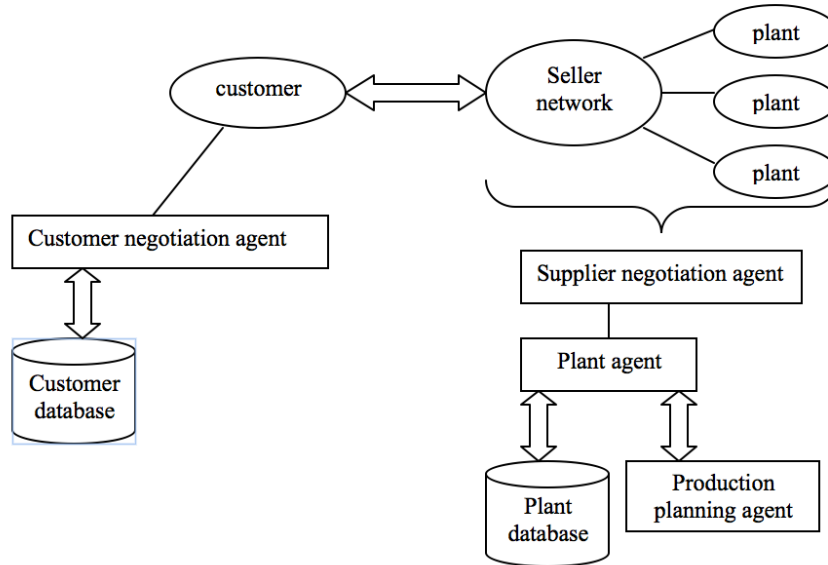 plant
customer
Seller
network
plant
plant
Customer negotiation agent
Supplier negotiation agent
Plant agent
Customer
database
Plant
database
Production
planning agent